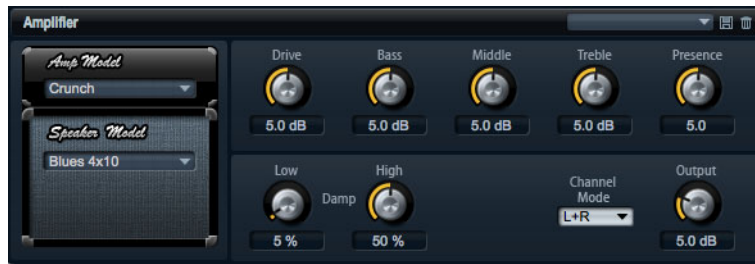 Amplifier
Amp Model
Crunch
Speaker Model
Blues 4x10
Drive Bass Middle Treble Presence
5.0 dB 5.0 dB 5.0 dB 5.0 dB 5.0
Low High
Damp
5 % 50 %
Channel
Mode
L+R
Output
5.0 dB